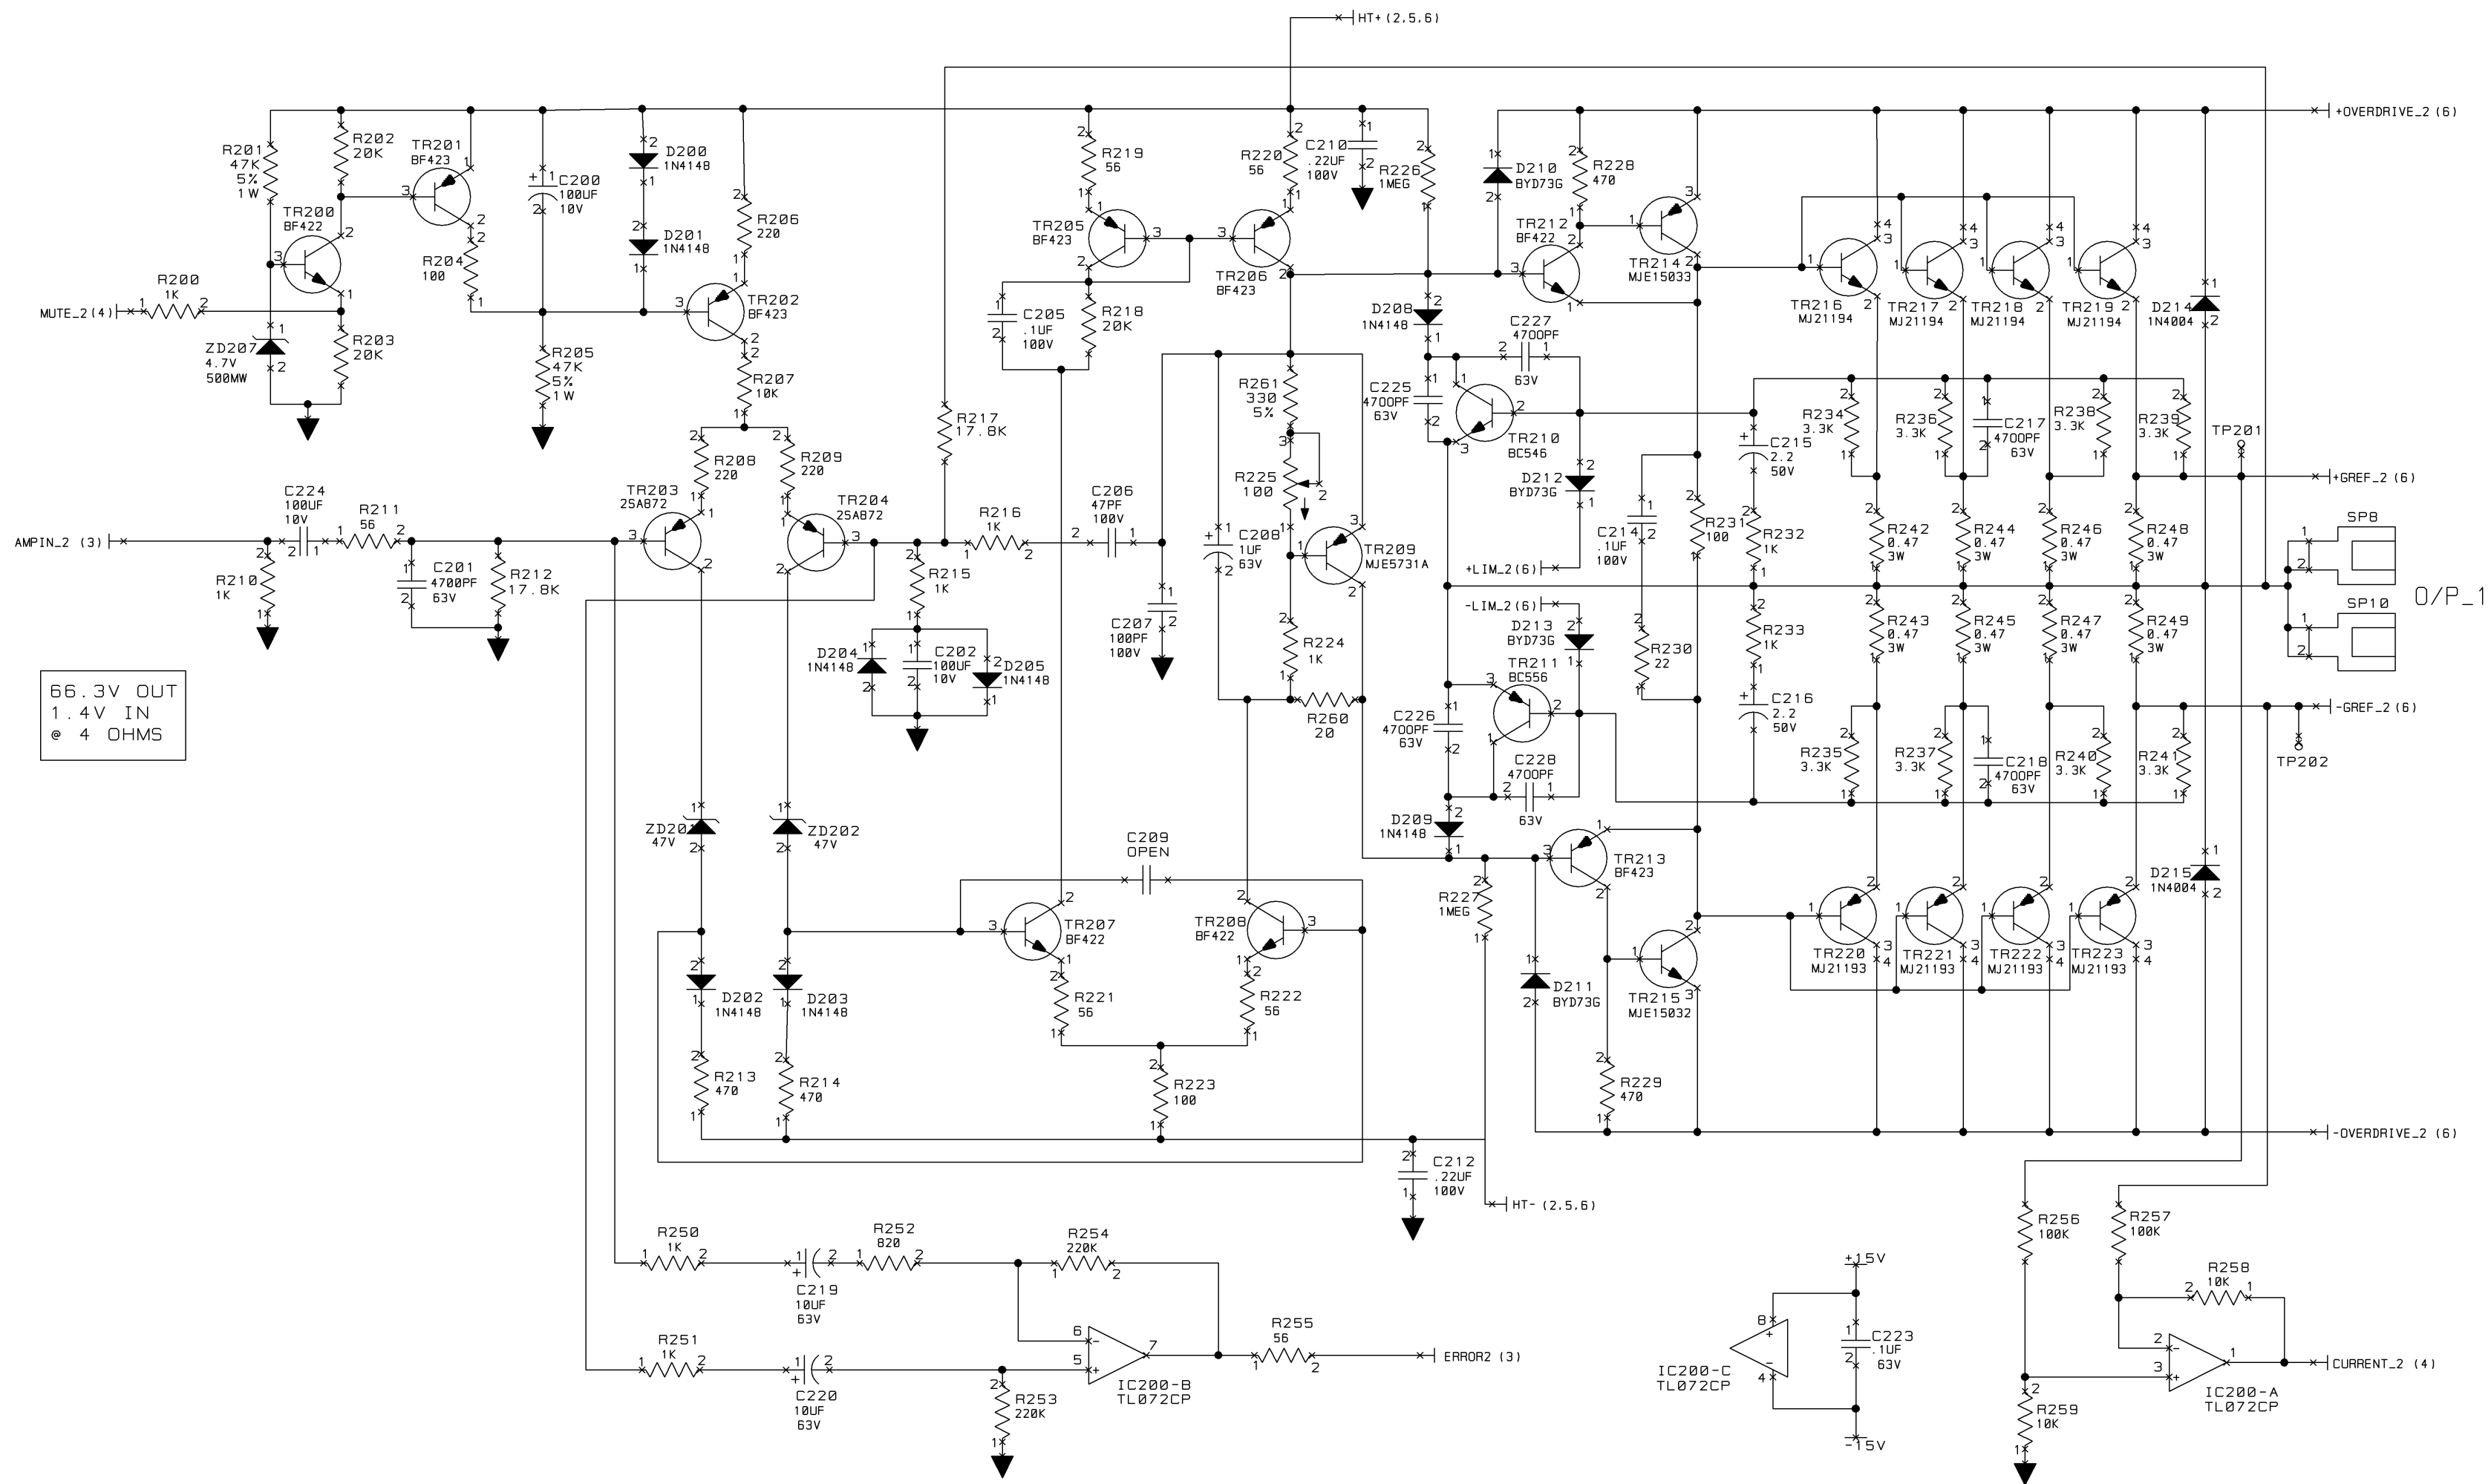 HT+ (2,5,6)
+OVERDRIVE_2 (6)
R201
47K
5%
1W
R202
20K
TR201
BF423
C200
100UF
10V
D200
1N4148
D201
1N4148
R206
220
TR200
BF422
R204
100
TR202
BF423
R200
1K
MUTE_2 (4)
ZD207
4.7V
500MW
R203
20K
R205
47K
5%
1W
R207
10K
R219
56
R220
56
C210
.22UF
100V
R226
1MEG
D210
BYD73G
R228
470
TR205
BF423
TR206
BF423
TR212
BF422
TR214
MJE15033
TR216
MJ21194
TR217
MJ21194
TR218
MJ21194
TR219
MJ21194
D214
1N4004
C205
.1UF
100V
R218
20K
D208
1N4148
C227
4700PF
63V
R217
17.8K
R261
330
5%
C225
4700PF
63V
TR210
BC546
R234
3.3K
R236
3.3K
C217
4700PF
63V
R238
3.3K
R239
3.3K
TP201
C215
2.2
50V
R208
220
R209
220
TR203
2SA872
TR204
2SA872
R225
100
D212
BYD73G
+GREF_2 (6)
C224
100UF
10V
R211
56
AMPIN_2 (3)
R210
1K
C201
4700PF
63V
R212
17.8K
R216
1K
C206
47PF
100V
C208
1UF
63V
TR209
MJE5731A
C214
.1UF
100V
R231
100
R232
1K
R242
0.47
3W
R244
0.47
3W
R246
0.47
3W
R248
0.47
3W
SP8
+LIM_2(6)
O/P_1
R215
1K
-LIM_2(6)
SP10
C207
100PF
100V
D213
BYD73G
R230
22
R233
1K
R243
0.47
3W
R245
0.47
3W
R247
0.47
3W
R249
0.47
3W
D204
1N4148
C202
100UF
10V
D205
1N4148
R224
1K
TR211
BC556
66.3V OUT
1.4V IN
@ 4 OHMS
R260
20
C226
4700PF
63V
C216
2.2
50V
-GREF_2 (6)
TP202
C228
4700PF
63V
R235
3.3K
R237
3.3K
C218
4700PF
63V
R240
3.3K
R241
3.3K
ZD201
47V
ZD202
47V
C209
OPEN
D209
1N4148
TR213
BF423
D215
1N4004
R227
1MEG
TR207
BF422
TR208
BF422
TR220
MJ21193
TR221
MJ21193
TR222
MJ21193
TR223
MJ21193
D202
1N4148
D203
1N4148
R221
56
R222
56
D211
BYD73G
TR215
MJE15032
R213
470
R214
470
R223
100
R229
470
-OVERDRIVE_2 (6)
C212
.22UF
100V
HT- (2,5,6)
R250
1K
R252
820
R254
220K
C219
10UF
63V
R256
100K
R257
100K
+15V
R258
10K
R251
1K
C220
10UF
63V
R253
220K
6
-
5
+
7
IC200-B
TL072CP
R255
56
ERROR2 (3)
8
+
-
4
IC200-C
TL072CP
C223
.1UF
63V
-15V
2
-
3
+
1
IC200-A
TL072CP
CURRENT_2 (4)
R259
10K